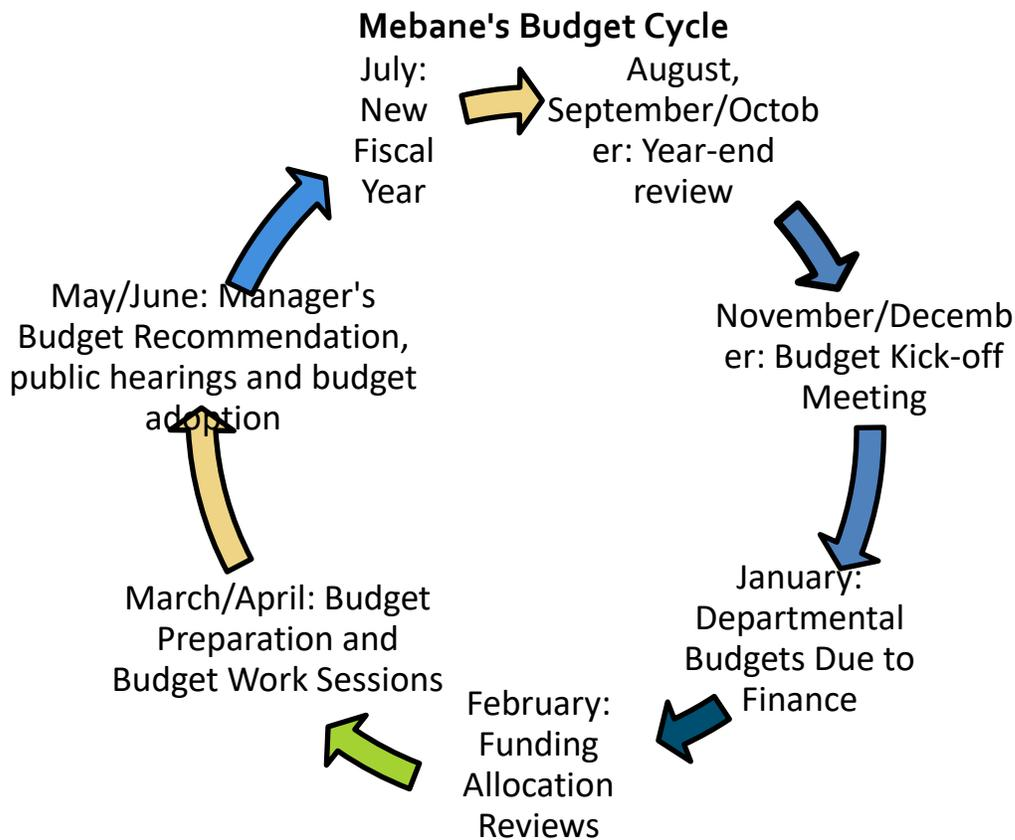 Mebane's Budget Cycle
July:
New
Fiscal
Year
August,
September/Octob
er: Year-end
review
November/Decemb
er: Budget Kick-off
Meeting
January:
Departmental
Budgets Due to
Finance
February:
Funding
Allocation
Reviews
March/April: Budget
Preparation and
Budget Work Sessions
May/June: Manager's
Budget Recommendation,
public hearings and budget
adoption